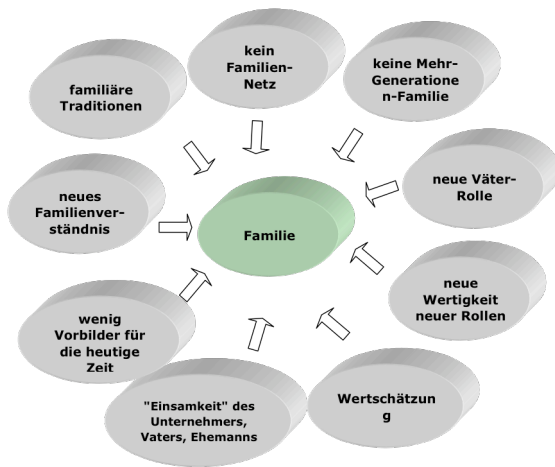 kein
Familien-
Netz
keine Mehr-
Generatione
n-Familie
familiäre
Traditionen
neue Väter-
Rolle
neues
Familienver-
ständnis
Familie
neue
Wertigkeit
neuer Rollen
wenig
Vorbilder für
die heutige
Zeit
"Einsamkeit" des
Unternehmers,
Vaters, Ehemanns
Wertschätzun
g